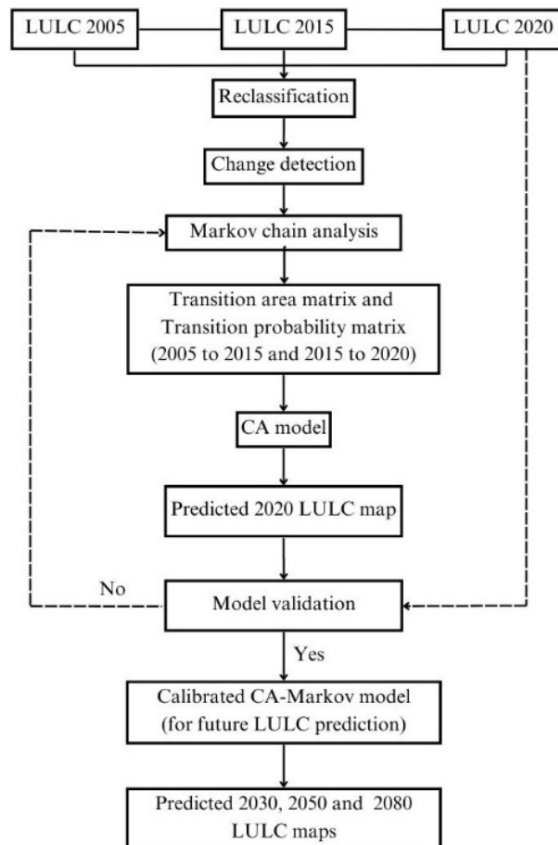 LULC 2005
LULC 2015
LULC 2020
Reclassification
Change detection
Markov chain analysis
Transition area matrix and
Transition probability matrix
(2005 to 2015 and 2015 to 2020)
CA model
Predicted 2020 LULC map
No
Model validation
Yes
Calibrated CA-Markov model
(for future LULC prediction)
Predicted 2030, 2050 and 2080
LULC maps